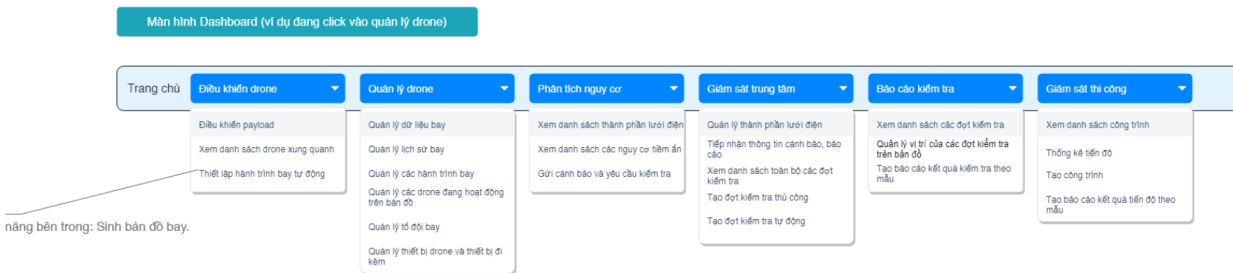 Màn hình Dashboard (ví dụ đang click vào quản lý drone)
Trang chủ
Điều khiển drone
Quản lý drone
Phân tích nguy cơ
Giám sát trung tâm
Báo cáo kiểm tra
Giám sát thi công
Điều khiển payload
Xem danh sách drone xung quanh
Thiết lập hành trình bay tự động
Quản lý dữ liệu bay
Quản lý lịch sử bay
Quản lý các hành trình bay
Quản lý các drone đang hoạt động
trên bản đồ
Quản lý tổ đội bay
Quản lý thiết bị drone và thiết bị đi
kèm
Xem danh sách thành phần lưới điện
Xem danh sách các nguy cơ tiềm ẩn
Gửi cảnh báo và yêu cầu kiểm tra
Quản lý thành phần lưới điện
Tiếp nhận thông tin cảnh báo, báo
cáo
Xem danh sách toàn bộ các đợt
kiểm tra
Tạo đợt kiểm tra thủ công
Tạo đợt kiểm tra tự động
Xem danh sách các đợt kiểm tra
Quản lý vị trí của các đợt kiểm tra
trên bản đồ
Tạo báo cáo kết quả kiểm tra theo
mẫu
Xem danh sách công trình
Thống kê tiến độ
Tạo công trình
Tạo báo cáo kết quả tiến độ theo
mẫu
năng bên trong: Sinh bản đồ bay.